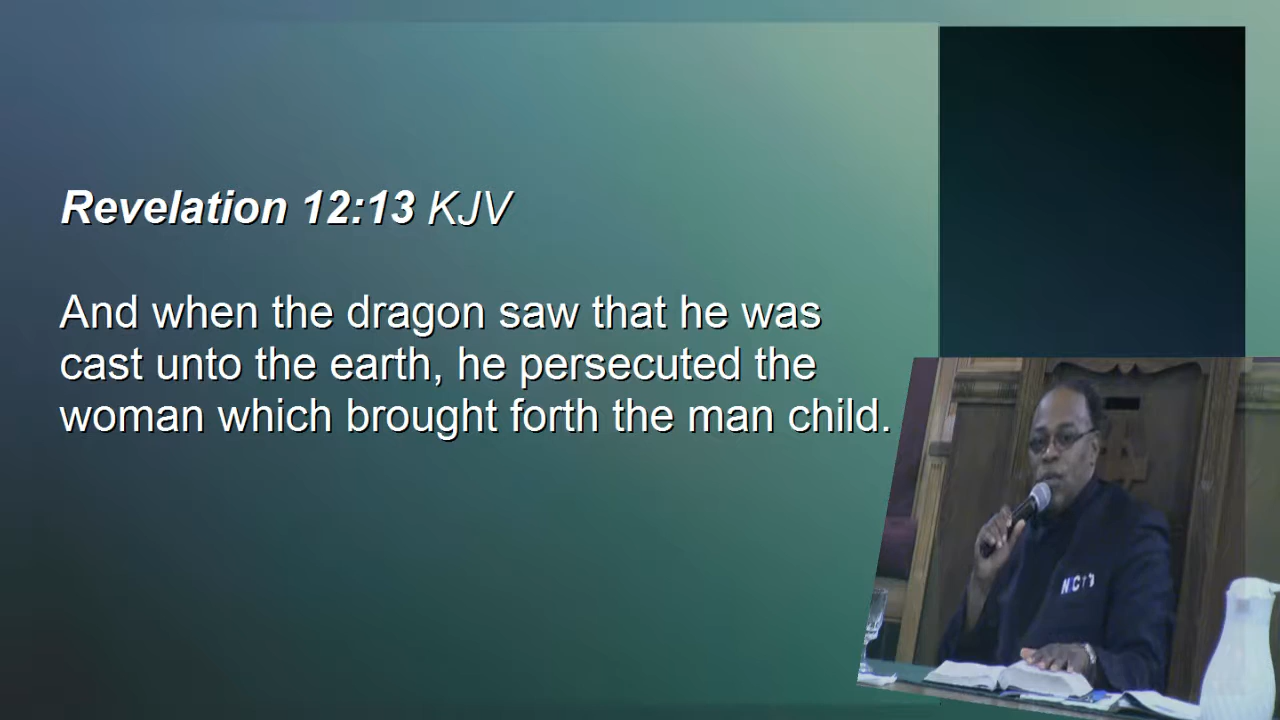 Revelation 12:13 KJV
And when the dragon saw that he was
cast unto the earth, he persecuted the
woman which brought forth the man child.